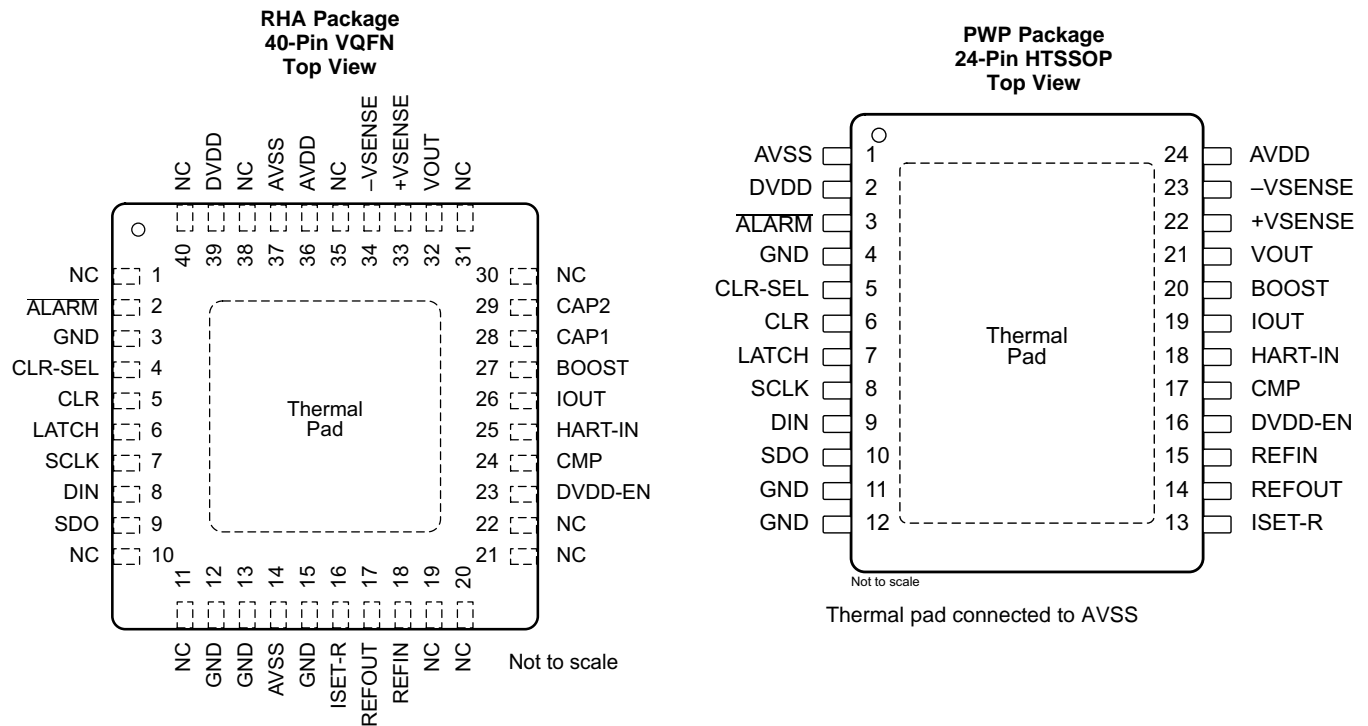 RHA Package
40-Pin VQFN
Top View
NC
DVDD
NC
AVSS
AVDD
NC
–VSENSE
+VSENSE
VOUT
NC
40
39
38
37
36
35
34
33
32
31
NC 1
ALARM 2
GND 3
CLR-SEL 4
CLR 5
LATCH 6
SCLK 7
DIN 8
SDO 9
NC 10
Thermal
Pad
30 NC
29 CAP2
28 CAP1
27 BOOST
26 IOUT
25 HART-IN
24 CMP
23 DVDD-EN
22 NC
21 NC
11
12
13
14
15
16
17
18
19
20
NC
GND
GND
AVSS
GND
ISET-R
REFOUT
REFIN
NC
NC
Not to scale
PWP Package
24-Pin HTSSOP
Top View
AVSS 1
DVDD 2
ALARM 3
GND 4
CLR-SEL 5
CLR 6
LATCH 7
SCLK 8
DIN 9
SDO 10
GND 11
GND 12
Thermal
Pad
24 AVDD
23 –VSENSE
22 +VSENSE
21 VOUT
20 BOOST
19 IOUT
18 HART-IN
17 CMP
16 DVDD-EN
15 REFIN
14 REFOUT
13 ISET-R
Not to scale
Thermal pad connected to AVSS